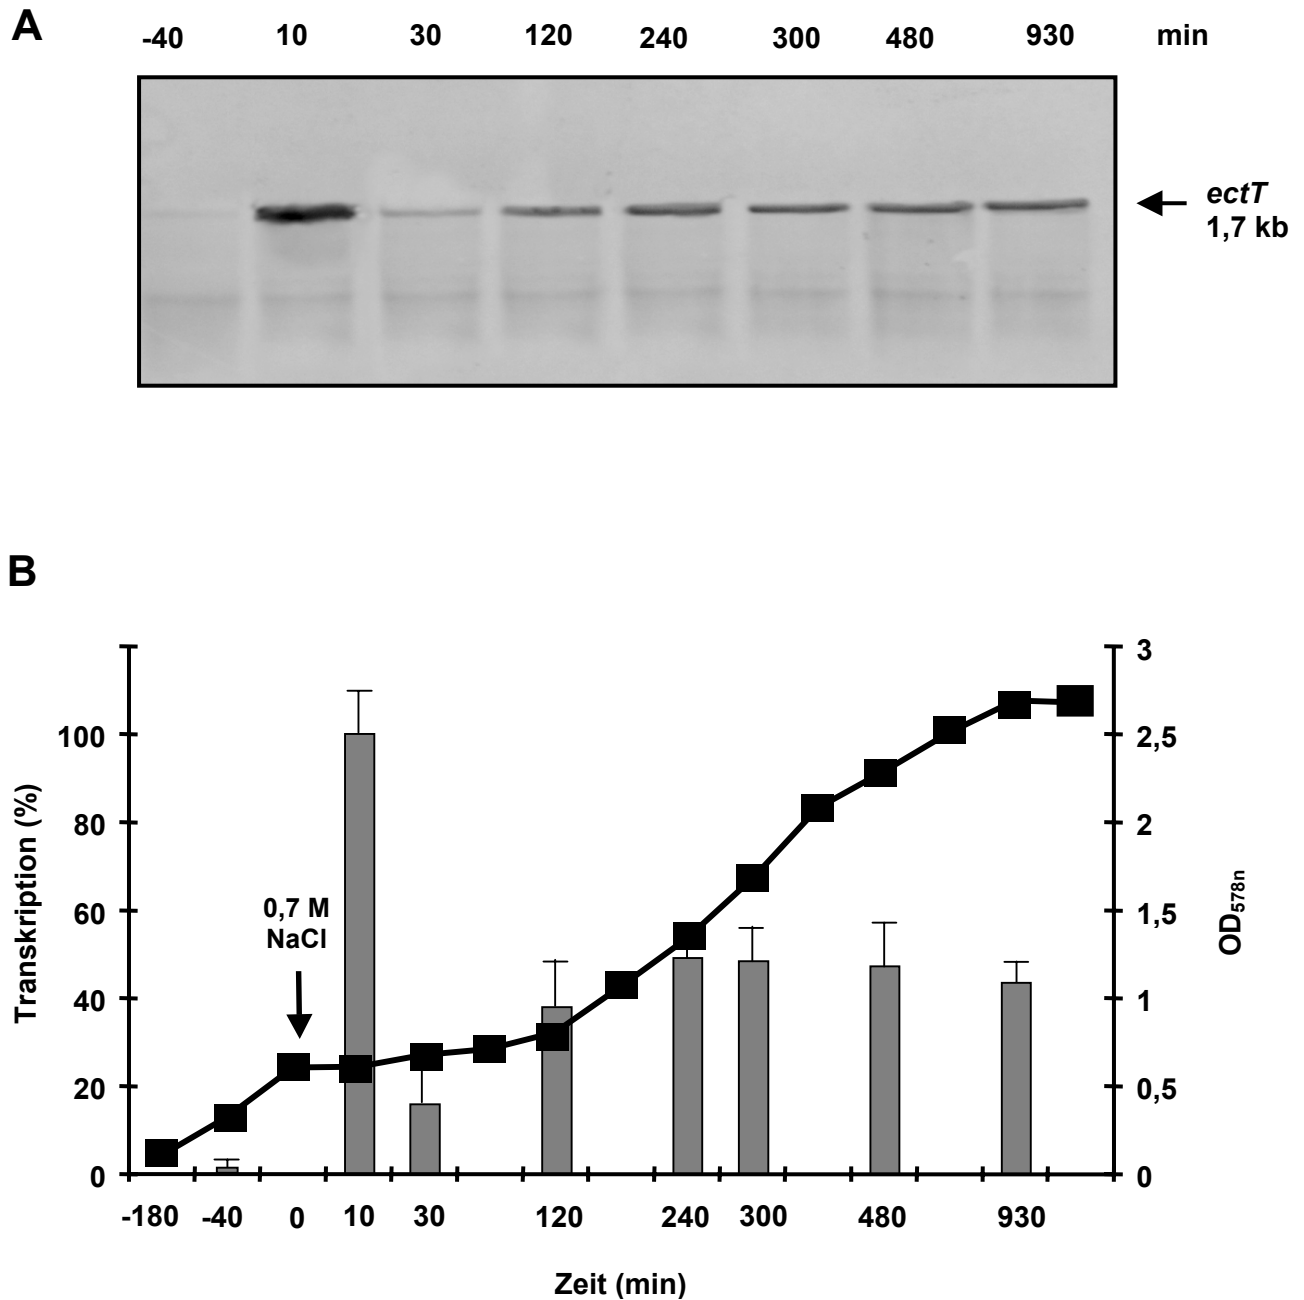 A
-40 10 30 120 240 300 480 930 min
ectT
1,7 kb
B
Transkription (%)
100
80
60
40
20
0
0,7 M
NaCl
3
2,5
2
1,5
1
0,5
0
OD578n
-180 -40 0 10 30 120 240 300 480 930
Zeit (min)